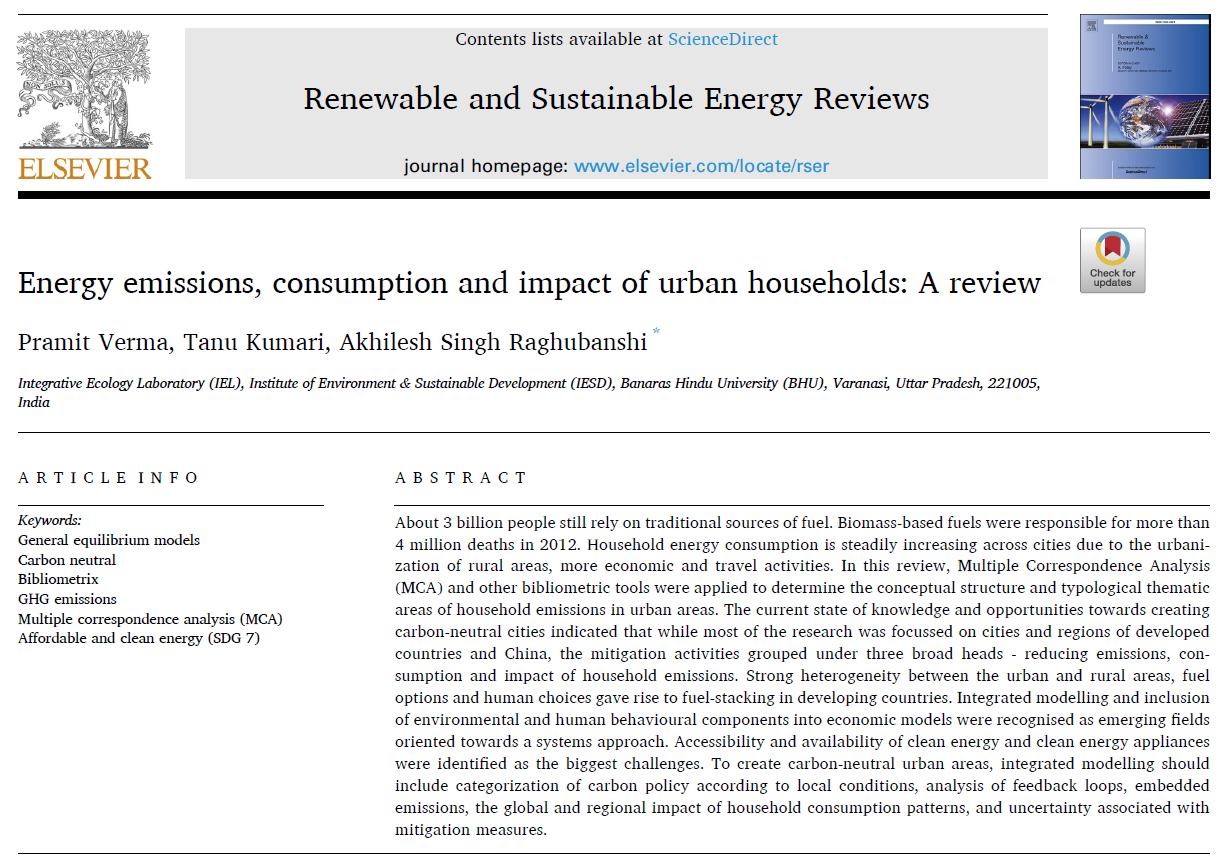 Contents lists available at ScienceDirect
Renewable and Sustainable Energy Reviews
journal homepage: www.elsevier.com/locate/rser
ELSEVIER
Renewable &
Sustainable
Energy Reviews
Check for
updates
Energy emissions, consumption and impact of urban households: A review
Pramit Verma, Tanu Kumari, Akhilesh Singh Raghubanshi *
Integrative Ecology Laboratory (IEL), Institute of Environment & Sustainable Development (IESD), Banaras Hindu University (BHU), Varanasi, Uttar Pradesh, 221005,
India
ARTICLE INFO
Keywords:
General equilibrium models
Carbon neutral
Bibliometrix
GHG emissions
Multiple correspondence analysis (MCA)
Affordable and clean energy (SDG 7)
ABSTRACT
About 3 billion people still rely on traditional sources of fuel. Biomass-based fuels were responsible for more than
4 million deaths in 2012. Household energy consumption is steadily increasing across cities due to the urbani-
zation of rural areas, more economic and travel activities. In this review, Multiple Correspondence Analysis
(MCA) and other bibliometric tools were applied to determine the conceptual structure and typological thematic
areas of household emissions in urban areas. The current state of knowledge and opportunities towards creating
carbon-neutral cities indicated that while most of the research was focussed on cities and regions of developed
countries and China, the mitigation activities grouped under three broad heads - reducing emissions, con-
sumption and impact of household emissions. Strong heterogeneity between the urban and rural areas, fuel
options and human choices gave rise to fuel-stacking in developing countries. Integrated modelling and inclusion
of environmental and human behavioural components into economic models were recognised as emerging fields
oriented towards a systems approach. Accessibility and availability of clean energy and clean energy appliances
were identified as the biggest challenges. To create carbon-neutral urban areas, integrated modelling should
include categorization of carbon policy according to local conditions, analysis of feedback loops, embedded
emissions, the global and regional impact of household consumption patterns, and uncertainty associated with
mitigation measures.